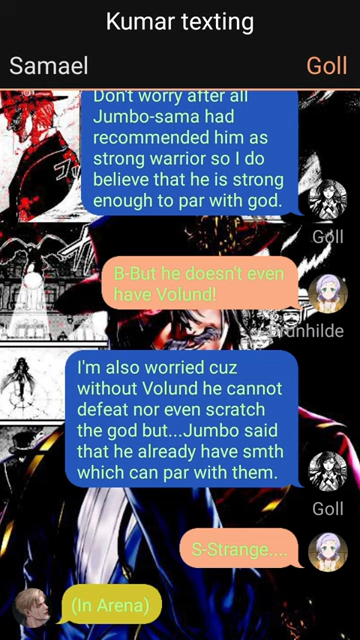 Kumar texting
Samael
Goll
Don't worry after all
Jumbo-sama had
recommended him as
strong warrior so I do
believe that he is strong
enough to par with god.
Goll
B-But he doesn't even
have Volund!
Brunhilde
I'm also worried cuz
without Volund he cannot
defeat nor even scratch
the god but...Jumbo said
that he already have smth
which can par with them.
Goll
S-Strange....
(In Arena)